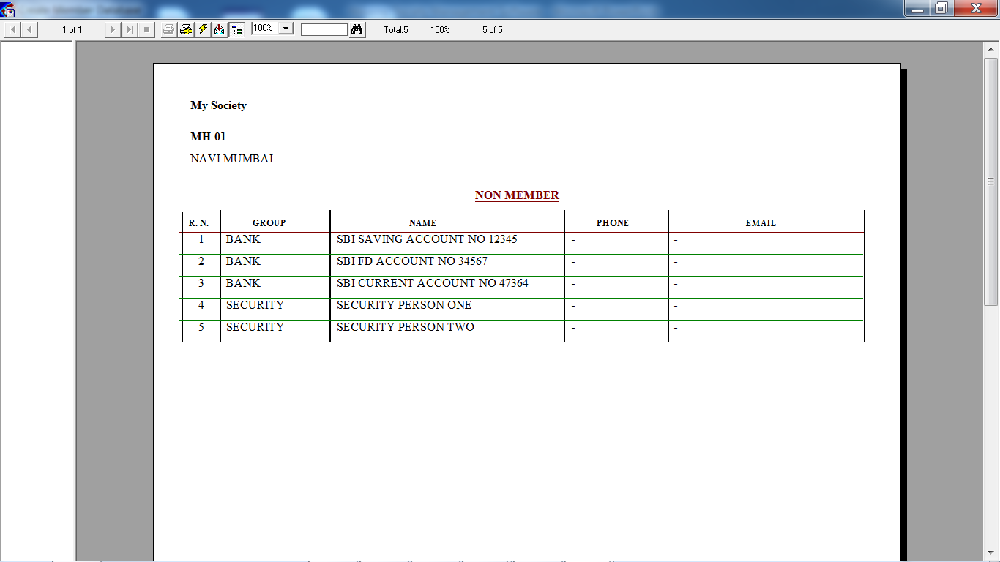 1 of 1
100%
Total:5
100%
5 of 5
My Society
MH-01
NAVI MUMBAI
NON MEMBER
R. N. GROUP NAME PHONE EMAIL
1 BANK SBI SAVING ACCOUNT NO 12345 - -
2 BANK SBI FD ACCOUNT NO 34567 - -
3 BANK SBI CURRENT ACCOUNT NO 47364 - -
4 SECURITY SECURITY PERSON ONE - -
5 SECURITY SECURITY PERSON TWO - -